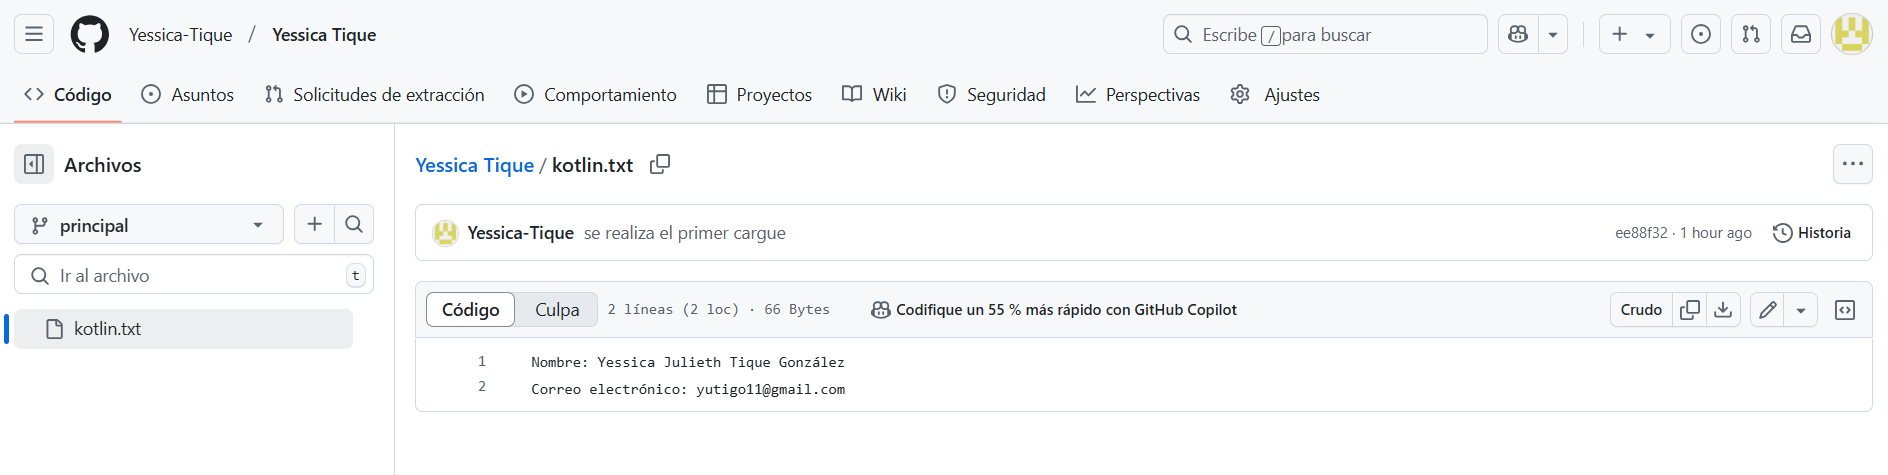 Yessica-Tique / Yessica Tique
Escribe / para buscar
Código Asuntos Solicitudes de extracción Comportamiento Proyectos Wiki Seguridad Perspectivas Ajustes
Archivos
principal
Ir al archivo t
kotlin.txt
Yessica Tique / kotlin.txt
Yessica-Tique se realiza el primer cargue ee88f32 · 1 hour ago Historia
Código Culpa 2 líneas (2 loc) · 66 Bytes Codifique un 55 % más rápido con GitHub Copilot Crudo
1 Nombre: Yessica Julieth Tique González
2 Correo electrónico: yutigo11@gmail.com